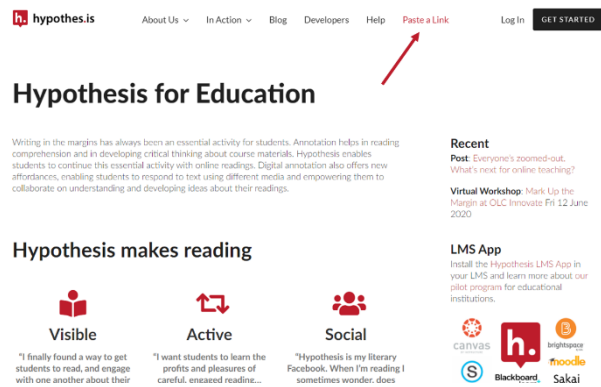 h. hypothes.is
About Us In Action Blog Developers Help Paste a Link Log In GET STARTED
Hypothesis for Education
Writing in the margins has always been an essential activity for students. Annotation helps in reading
comprehension and in developing critical thinking about course materials. Hypothesis enables
students to continue this essential activity with online readings. Digital annotation also offers new
affordances, enabling students to respond to text using different media and empowering them to
collaborate on understanding and developing ideas about their readings.
Recent
Post: Everyone's zoomed-out.
What's next for online teaching?
Virtual Workshop: Mark Up the
Margin at OLC Innovate Fri 12 June
2020
Hypothesis makes reading
LMS App
Install the Hypothesis LMS App in
your LMS and learn more about our
pilot program for educational
institutions.
Visible
Active
Social
"I finally found a way to get
students to read, and engage
with one another about their
"I want students to learn the
profits and pleasures of
careful, engaged reading...
"Hypothesis is my literary
Facebook. When I'm reading I
sometimes wonder, does
canvas
h.
B
brightspace
S
Blackboard
moodle
Sakai